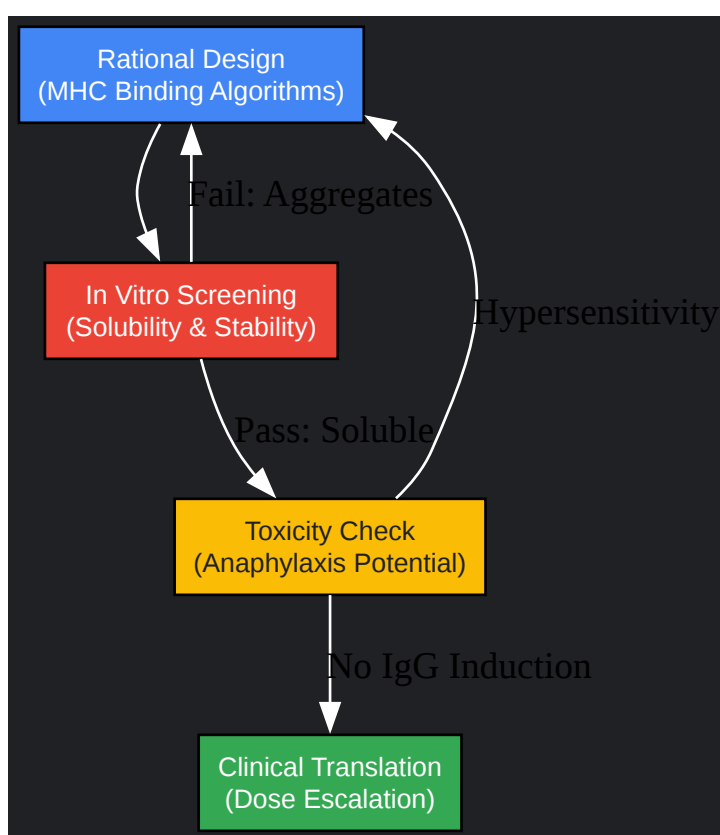 Rational Design
(MHC Binding Algorithms)
Fail: Aggregates
In Vitro Screening
(Solubility & Stability)
Hypersensitivity
Pass: Soluble
Toxicity Check
(Anaphylaxis Potential)
No IgG Induction
Clinical Translation
(Dose Escalation)